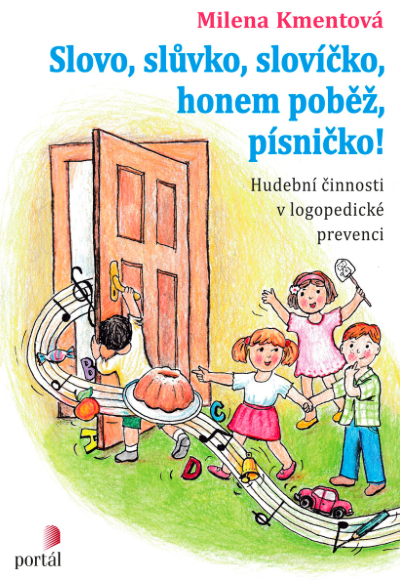 Milena Kmentová
Slovo, slůvko, slovíčko,
honem poběž,
písničko!
Hudební činnosti
v logopedické
prevenci
B
A
C
D
portál